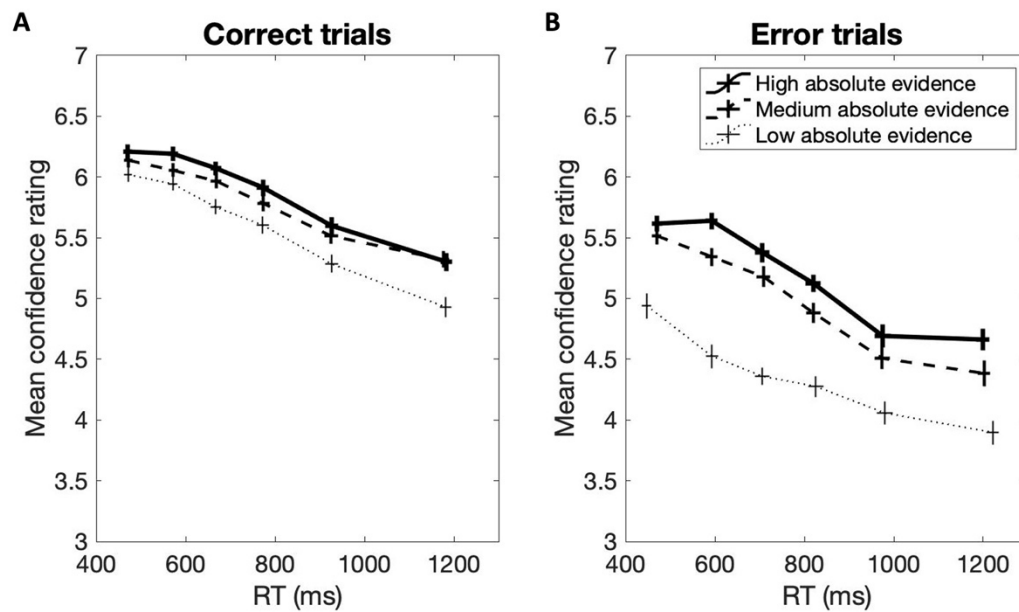 A
Correct trials
7
6.5
6
5.5
5
4.5
4
3.5
3
Mean confidence rating
400 600 800 1000 1200
RT (ms)
B
Error trials
High absolute evidence
Medium absolute evidence
Low absolute evidence
7
6.5
6
5.5
5
4.5
4
3.5
3
Mean confidence rating
400 600 800 1000 1200
RT (ms)